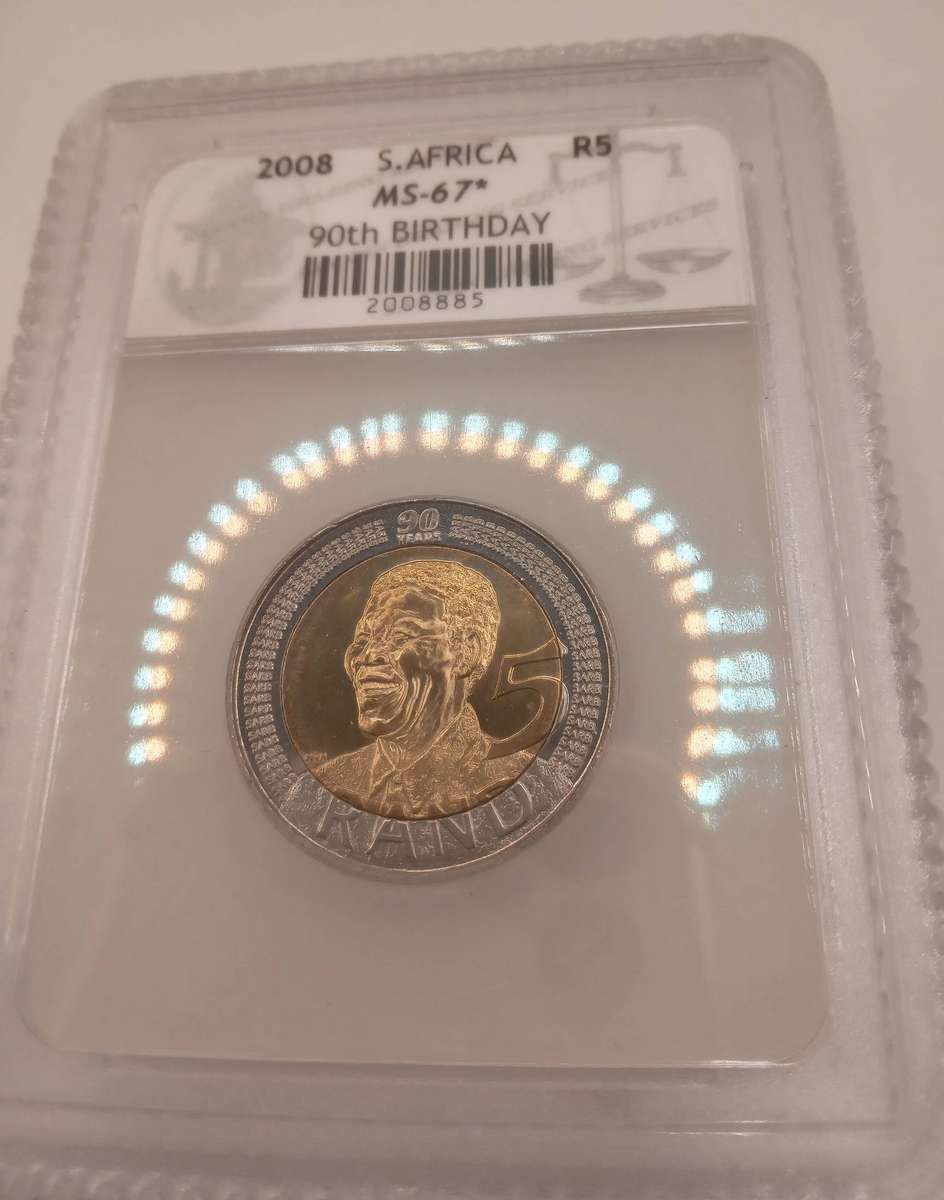 2008 S.AFRICA R5
MS-67*
90th BIRTHDAY
2008885
90
YEARS
5
RAND